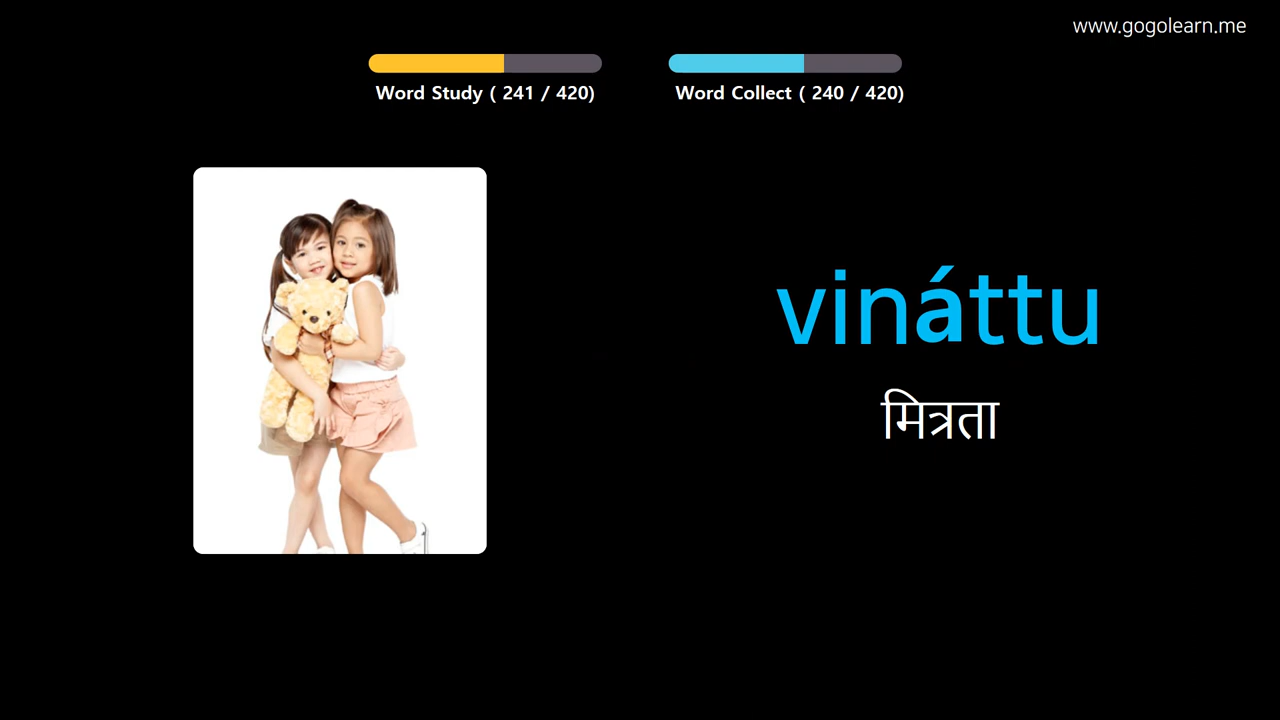 www.gogolearn.me
Word Study ( 241 / 420)
Word Collect ( 240 / 420)
vináttu
मित्रता